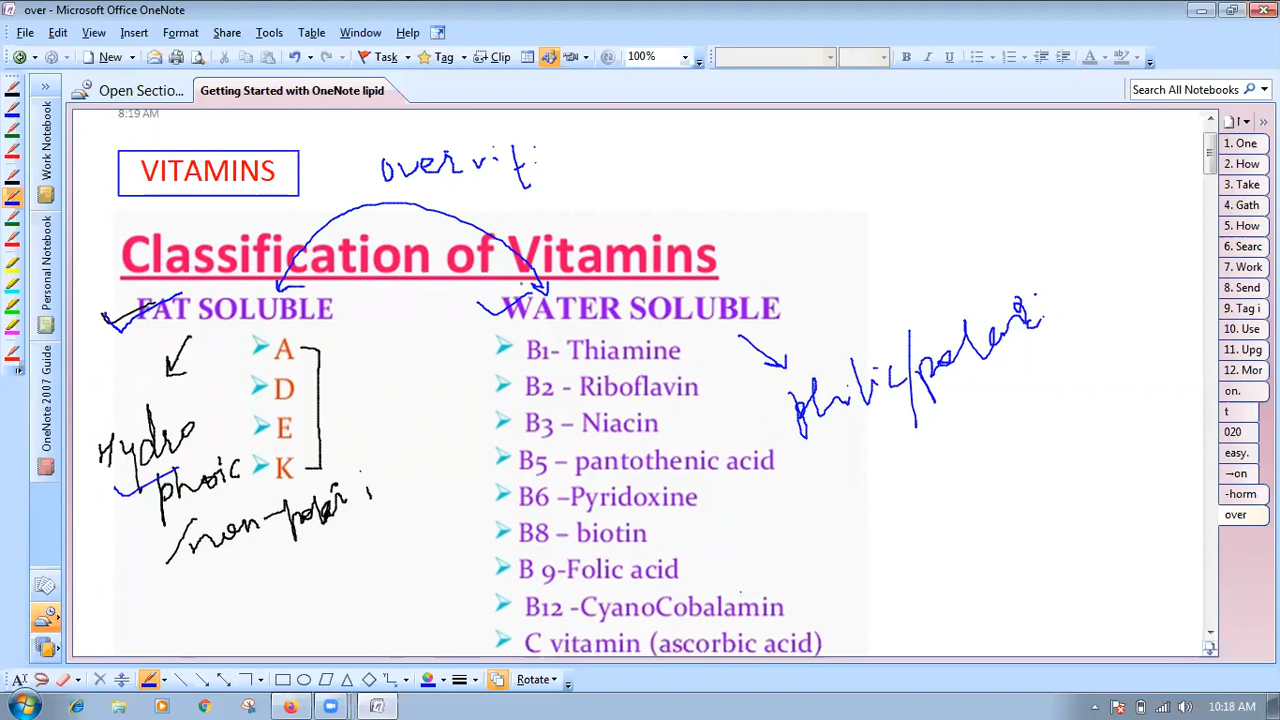 over - Microsoft Office OneNote
File Edit View Insert Format Share Tools Table Window Help
New Task Tag Clip 100%
Open Sectio... Getting Started with OneNote lipid Search All Notebooks
8:19 AM
VITAMINS
over vit
Classification of Vitamins
FAT SOLUBLE
A
D
E
K
Hydro
phoic
/non-polar
WATER SOLUBLE
B1- Thiamine
B2 - Riboflavin
B3 – Niacin
B5 – pantothenic acid
B6 –Pyridoxine
B8 – biotin
B 9-Folic acid
B12 -CyanoCobalamin
C vitamin (ascorbic acid)
philic/
Work Notebook
Personal Notebook
OneNote 2007 Guide
1. One
2. How
3. Take
4. Gath
5. How
6. Searc
7. Work
8. Send
9. Tag i
10. Use
11. Upg
12. Mor
on.
t
020
easy.
→on
-horm
over
Rotate
10:18 AM